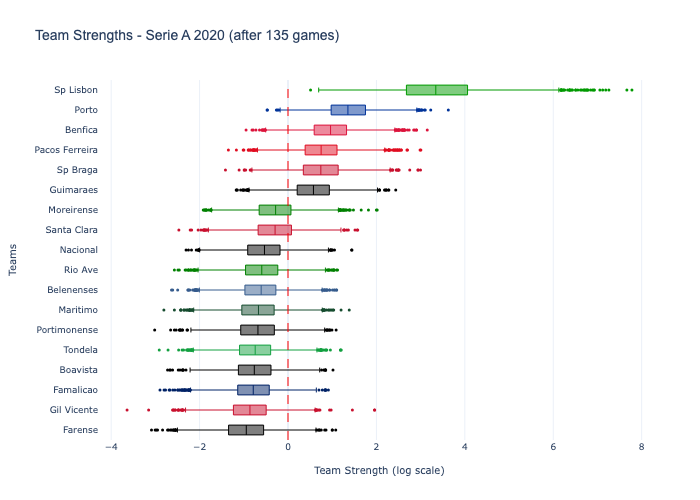 Team Strengths - Serie A 2020 (after 135 games)
Sp Lisbon
Porto
Benfica
Pacos Ferreira
Sp Braga
Guimaraes
Moreirense
Santa Clara
Nacional
Rio Ave
Belenenses
Maritimo
Portimonense
Tondela
Boavista
Famalicao
Gil Vicente
Farense
Teams
−4 −2 0 2 4 6 8
Team Strength (log scale)